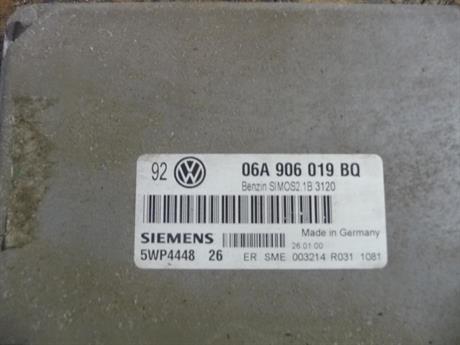 92 VW 06A 906 019 BQ
Benzin SIMOS2.1B 3120
Made in Germany
SIEMENS 26.01.00
5WP4448 26 ER SME 003214 R031 1081